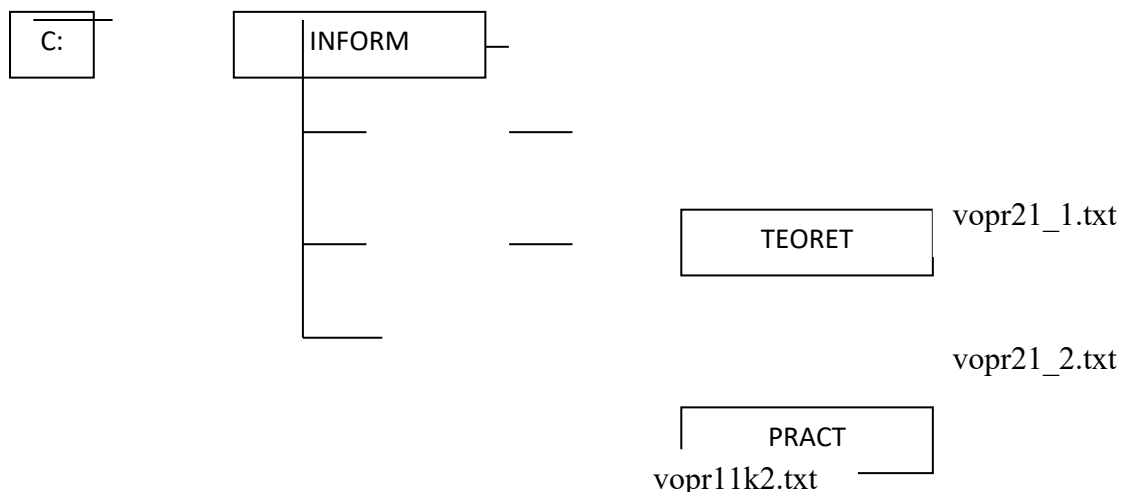 C:
INFORM
vopr21_1.txt
TEORET
vopr21_2.txt
PRACT
vopr11k2.txt